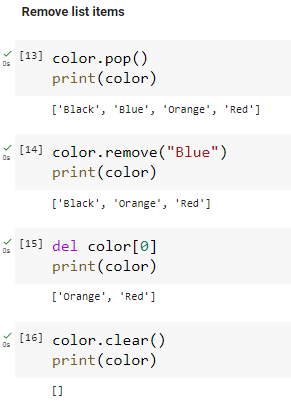 Remove list items
[13] color.pop()
print(color)
0s
['Black', 'Blue', 'Orange', 'Red']
[14] color.remove("Blue")
print(color)
0s
['Black', 'Orange', 'Red']
[15] del color[0]
print(color)
0s
['Orange', 'Red']
[16] color.clear()
print(color)
0s
[]